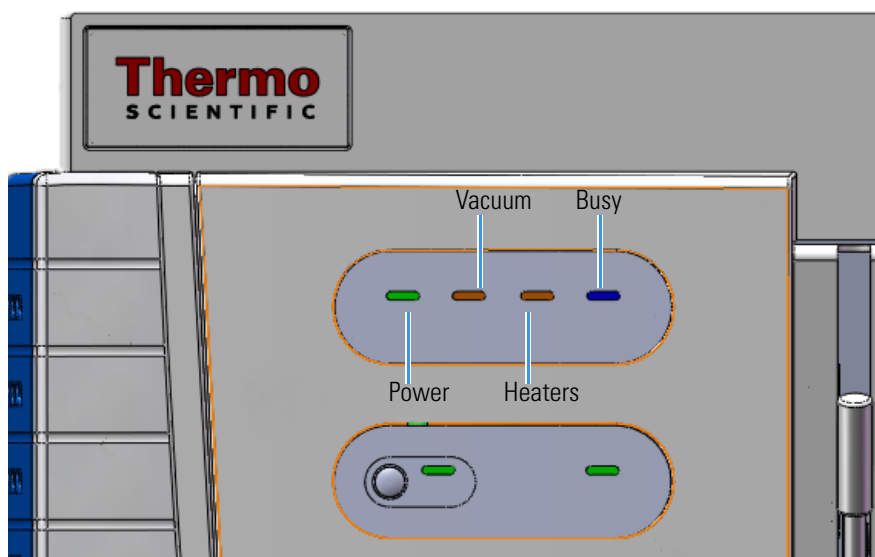 Thermo
SCIENTIFIC
Vacuum
Busy
Power
Heaters